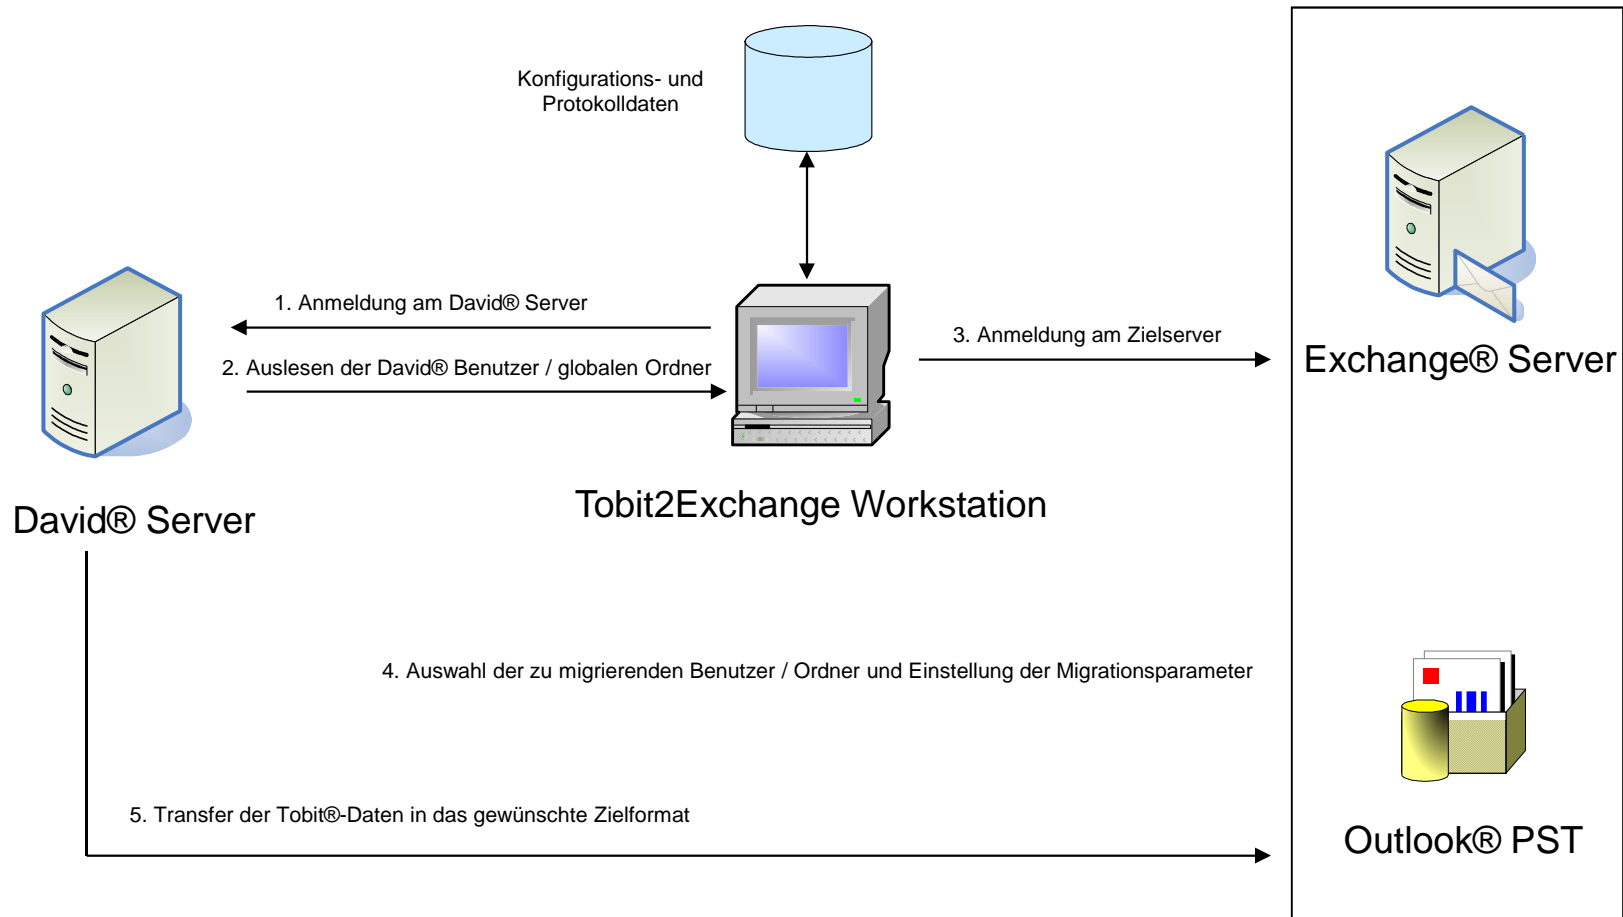 Konfigurations- und
Protokolldaten
1. Anmeldung am David® Server
2. Auslesen der David® Benutzer / globalen Ordner
3. Anmeldung am Zielserver
Exchange® Server
David® Server
Tobit2Exchange Workstation
4. Auswahl der zu migrierenden Benutzer / Ordner und Einstellung der Migrationsparameter
5. Transfer der Tobit®-Daten in das gewünschte Zielformat
Outlook® PST